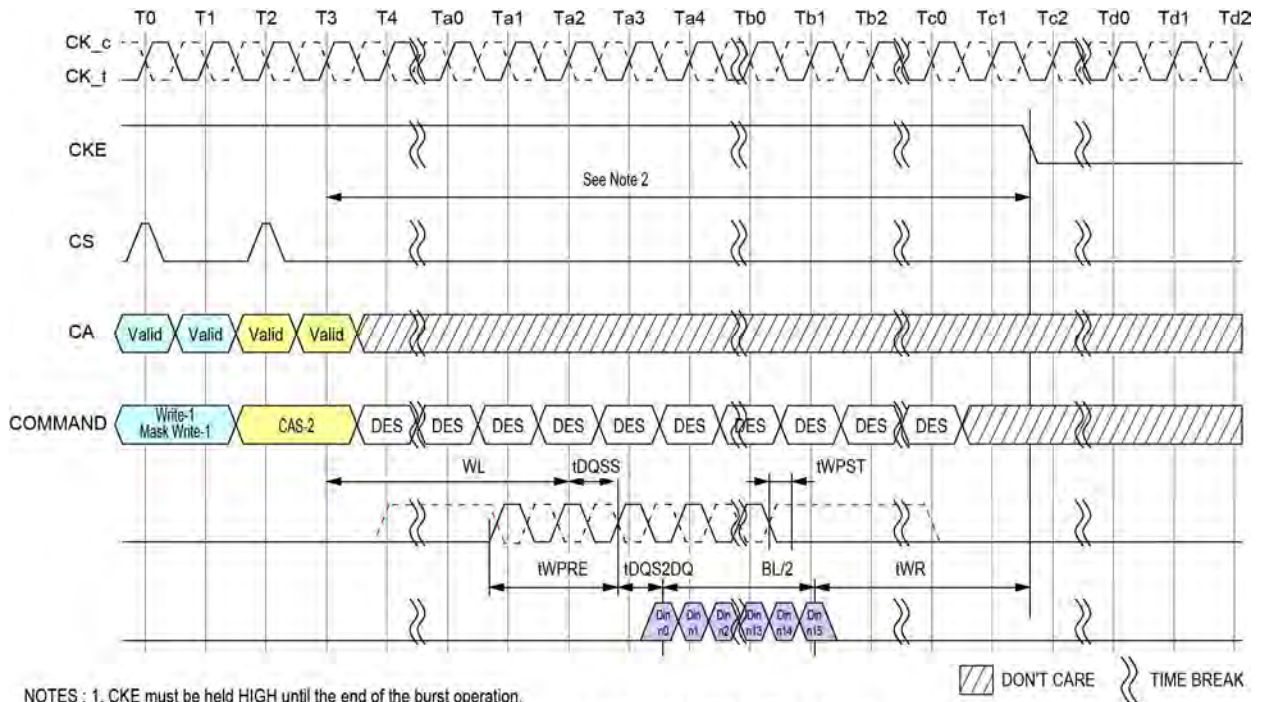 T0 T1 T2 T3 T4 Ta0 Ta1 Ta2 Ta3 Ta4 Tb0 Tb1 Tb2 Tc0 Tc1 Tc2 Td0 Td1 Td2
CK_c
CK_t
CKE
See Note 2
CS
CA Valid Valid Valid Valid
COMMAND Write-1 Mask Write-1 CAS-2 DES DES DES DES DES DES DES DES DES DES
WL tDQSS tWPST
tWPRE tDQS2DQ BL/2 tWR
Din n0 Din n1 Din n2 Din n13 Din n14 Din n15
DON'T CARE TIME BREAK
NOTES : 1. CKE must be held HIGH until the end of the burst operation.